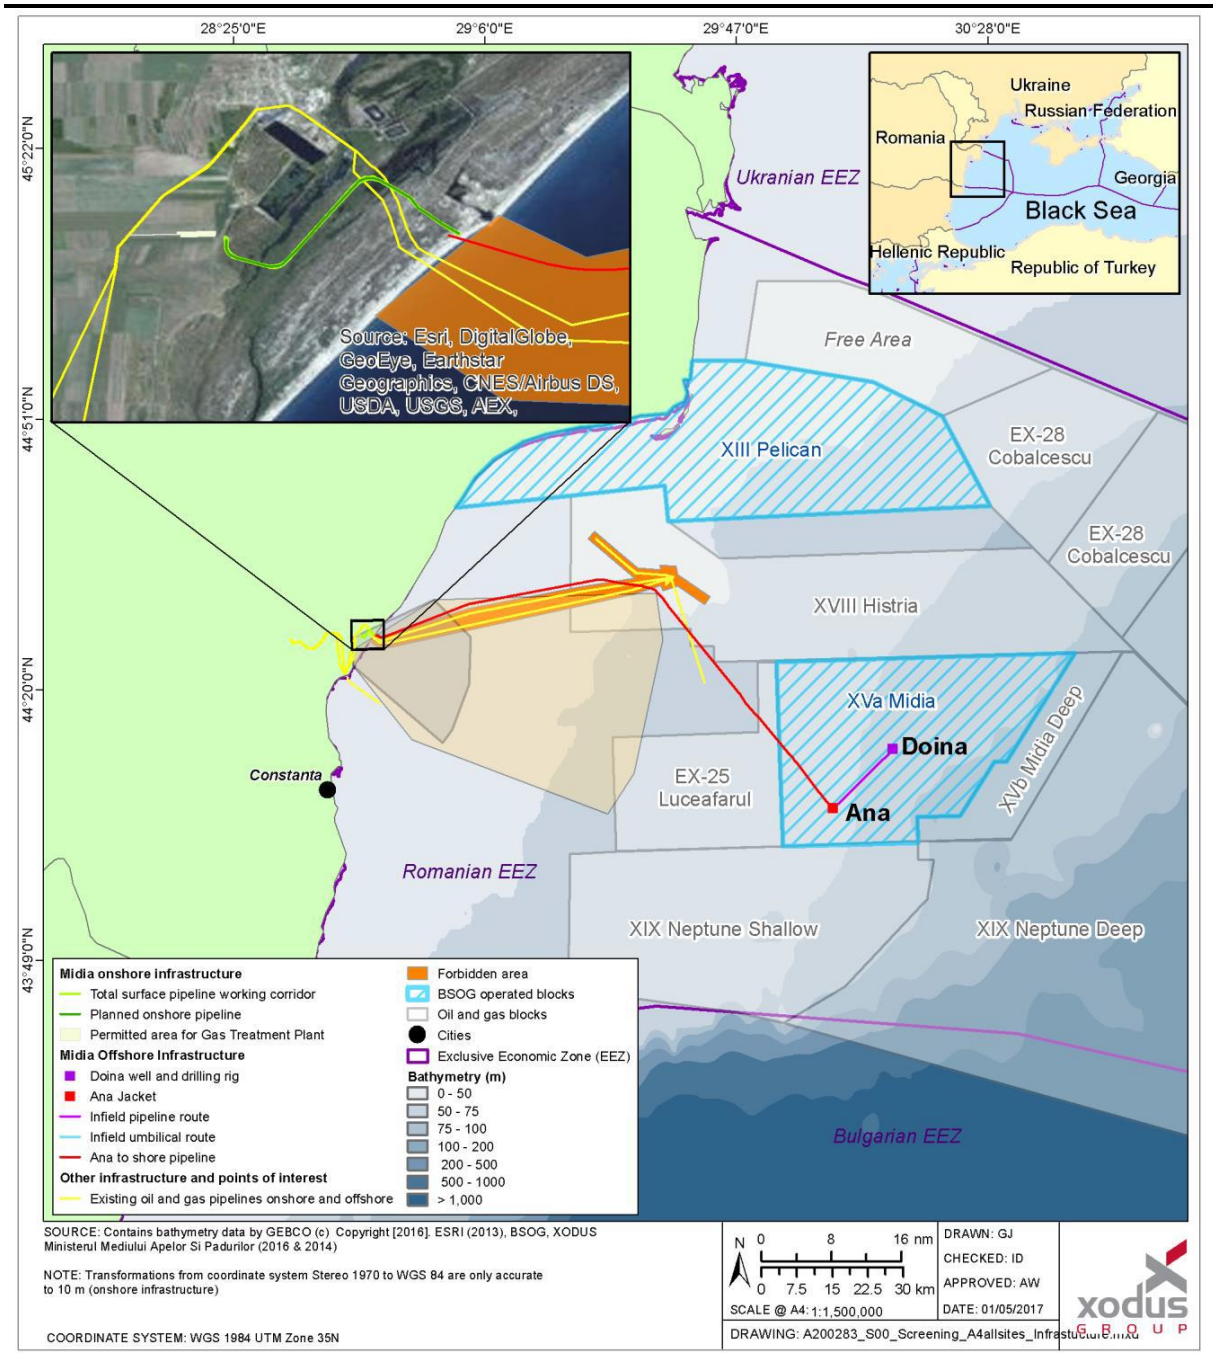 28°25'0"E
29°6'0"E
29°47'0"E
30°28'0"E
45°22'0"N
44°51'0"N
44°20'0"N
43°49'0"N
Source: Esri, DigitalGlobe,
GeoEye, Earthstar
Geographics, CNES/Airbus DS,
USDA, USGS, AEX,
Ukraine
Russian Federation
Romania
Georgia
Black Sea
Hellenic Republic
Republic of Turkey
Ukranian EEZ
Free Area
EX-28
Cobalcescu
XIII Pelican
EX-28
Cobalcescu
XVIII Histria
XVa Midia
Doina
XVb Midia Deep
EX-25
Luceafarul
Ana
Constanta
Romanian EEZ
XIX Neptune Shallow
XIX Neptune Deep
Bulgarian EEZ
Midia onshore infrastructure
Total surface pipeline working corridor
Planned onshore pipeline
Permitted area for Gas Treatment Plant
Midia Offshore Infrastructure
Doina well and drilling rig
Ana Jacket
Infield pipeline route
Infield umbilical route
Ana to shore pipeline
Other infrastructure and points of interest
Existing oil and gas pipelines onshore and offshore
Forbidden area
BSOG operated blocks
Oil and gas blocks
Cities
Exclusive Economic Zone (EEZ)
Bathymetry (m)
0 - 50
50 - 75
75 - 100
100 - 200
200 - 500
500 - 1000
> 1,000
SOURCE: Contains bathymetry data by GEBCO (c) Copyright [2016]. ESRI (2013), BSOG, XODUS
Ministerul Mediului Apelor Si Padurilor (2016 & 2014)
NOTE: Transformations from coordinate system Stereo 1970 to WGS 84 are only accurate
to 10 m (onshore infrastructure)
COORDINATE SYSTEM: WGS 1984 UTM Zone 35N
N
0 8 16 nm
0 7.5 15 22.5 30 km
SCALE @ A4: 1:1,500,000
DRAWN: GJ
CHECKED: ID
APPROVED: AW
DATE: 01/05/2017
DRAWING: A200283_S00_Screening_A4allsites_Infrastucture.mxd
xodus
GROUP